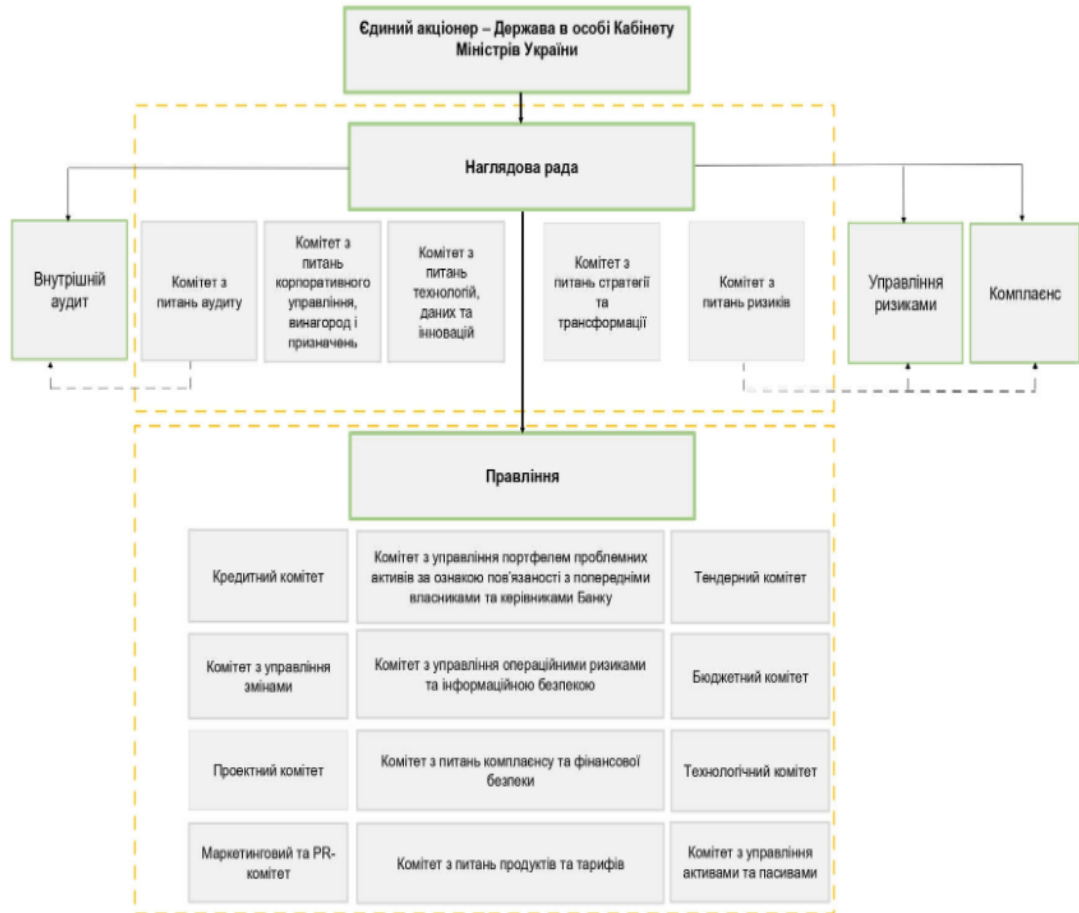 Єдиний акціонер – Держава в особі Кабінету
Міністрів України
Наглядова рада
Внутрішній
аудит
Комітет з
питань аудиту
Комітет з
питань
корпоративного
управління,
винагород і
призначень
Комітет з
питань
технологій,
даних та
інновацій
Комітет з
питань стратегії
та
трансформації
Комітет з
питань ризиків
Управління
ризиками
Комплаєнс
Правління
Кредитний комітет
Комітет з управління портфелем проблемних
активів за ознакою пов'язаності з попередніми
власниками та керівниками Банку
Тендерний комітет
Комітет з управління
змінами
Комітет з управління операційними ризиками
та інформаційною безпекою
Бюджетний комітет
Проектний комітет
Комітет з питань комплаєнсу та фінансової
безпеки
Технологічний комітет
Маркетинговий та PR-
комітет
Комітет з питань продуктів та тарифів
Комітет з управління
активами та пасивами